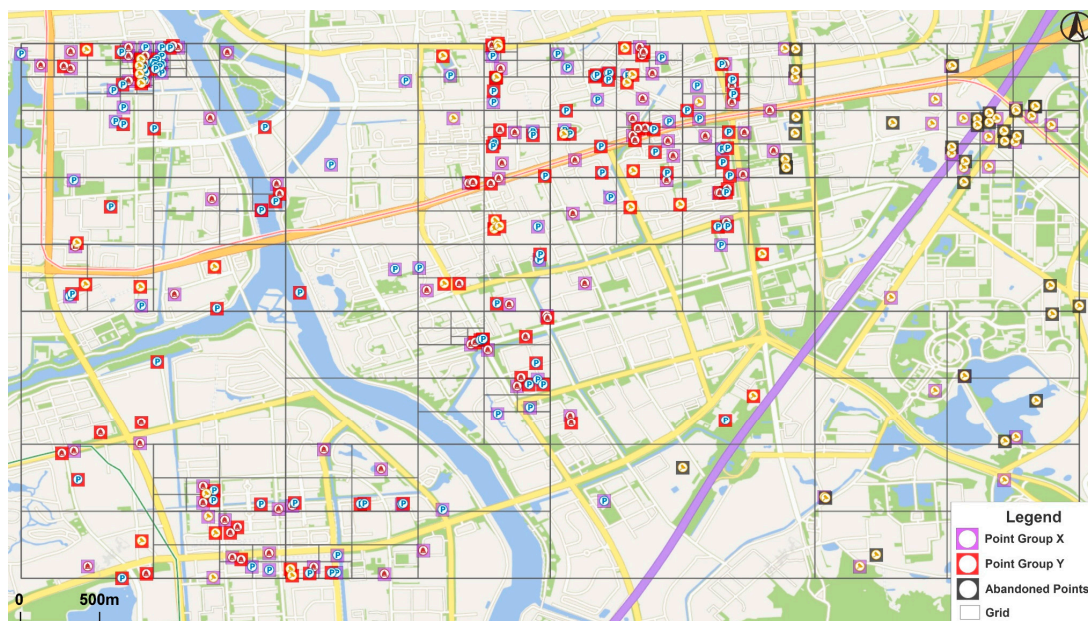 Legend
Point Group X
Point Group Y
Abandoned Points
Grid
0 500m